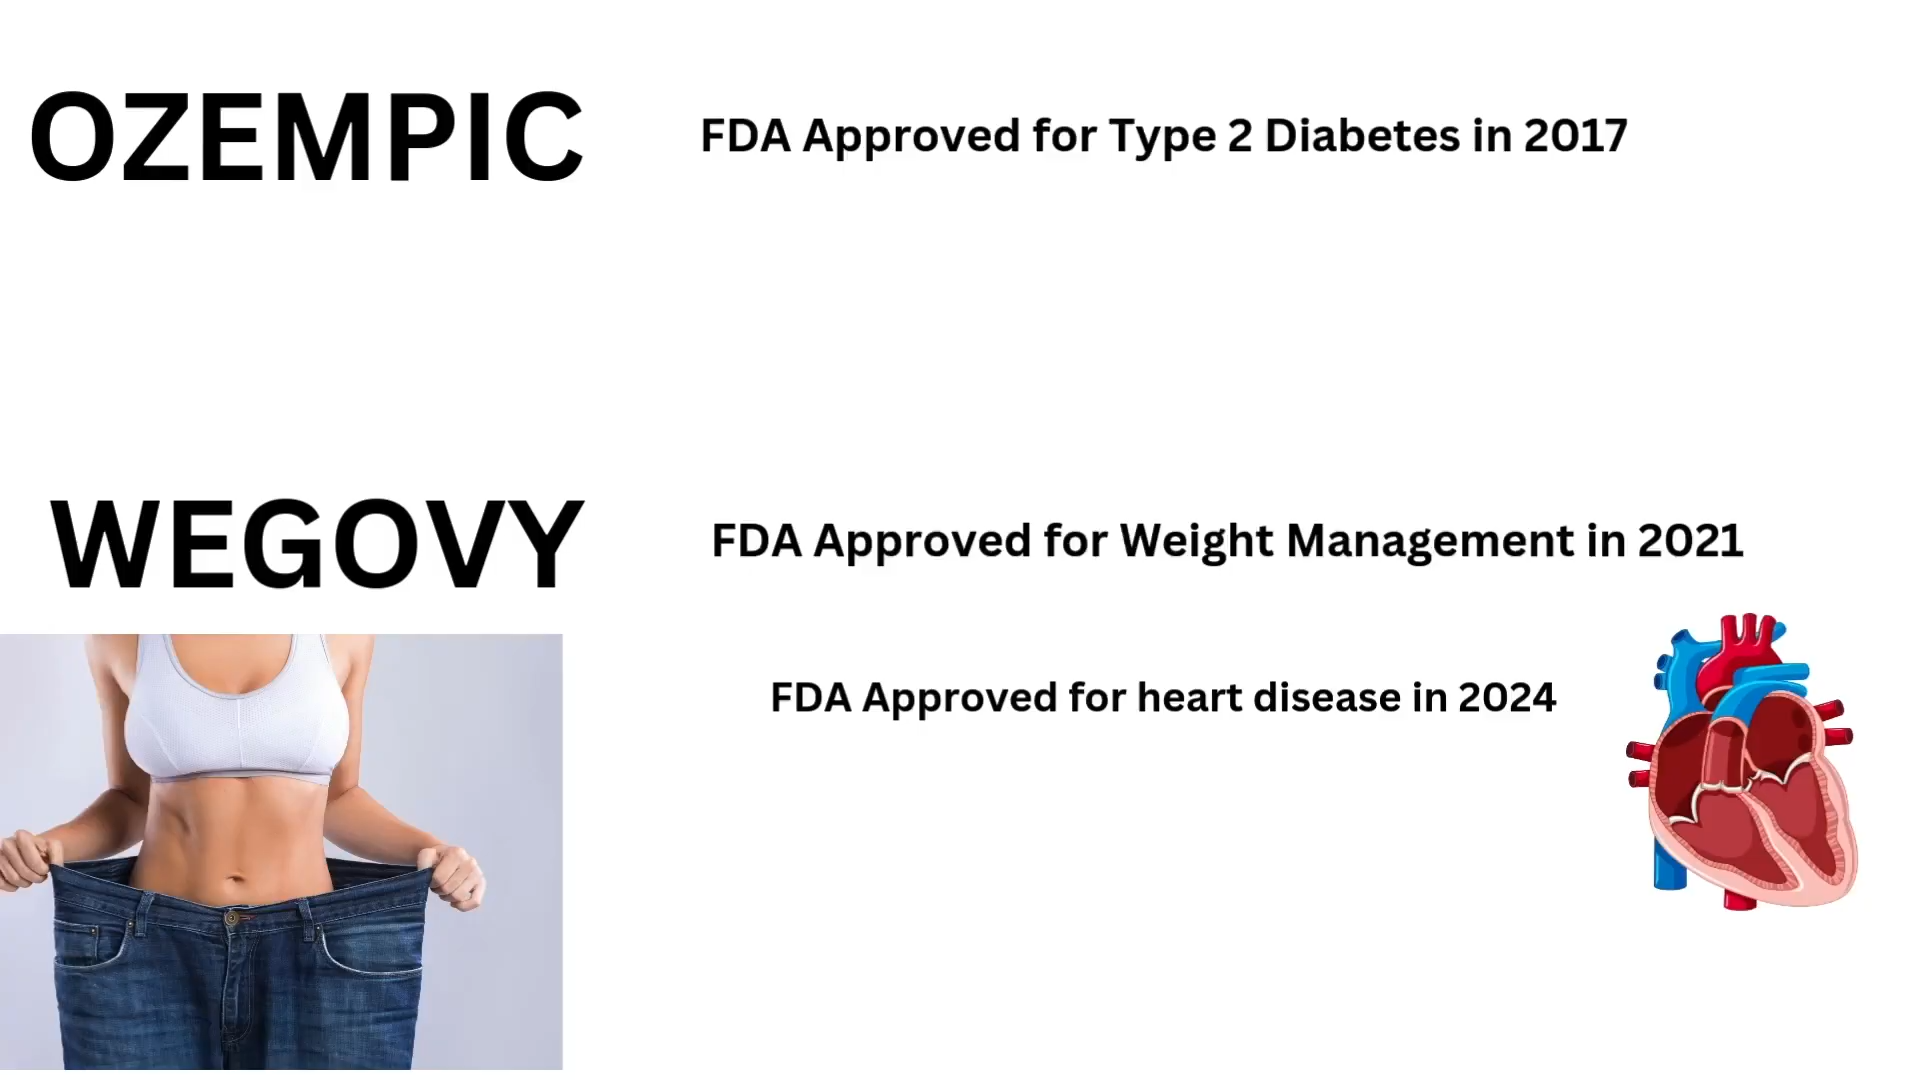 OZEMPIC
FDA Approved for Type 2 Diabetes in 2017
WEGOVY
FDA Approved for Weight Management in 2021
FDA Approved for heart disease in 2024